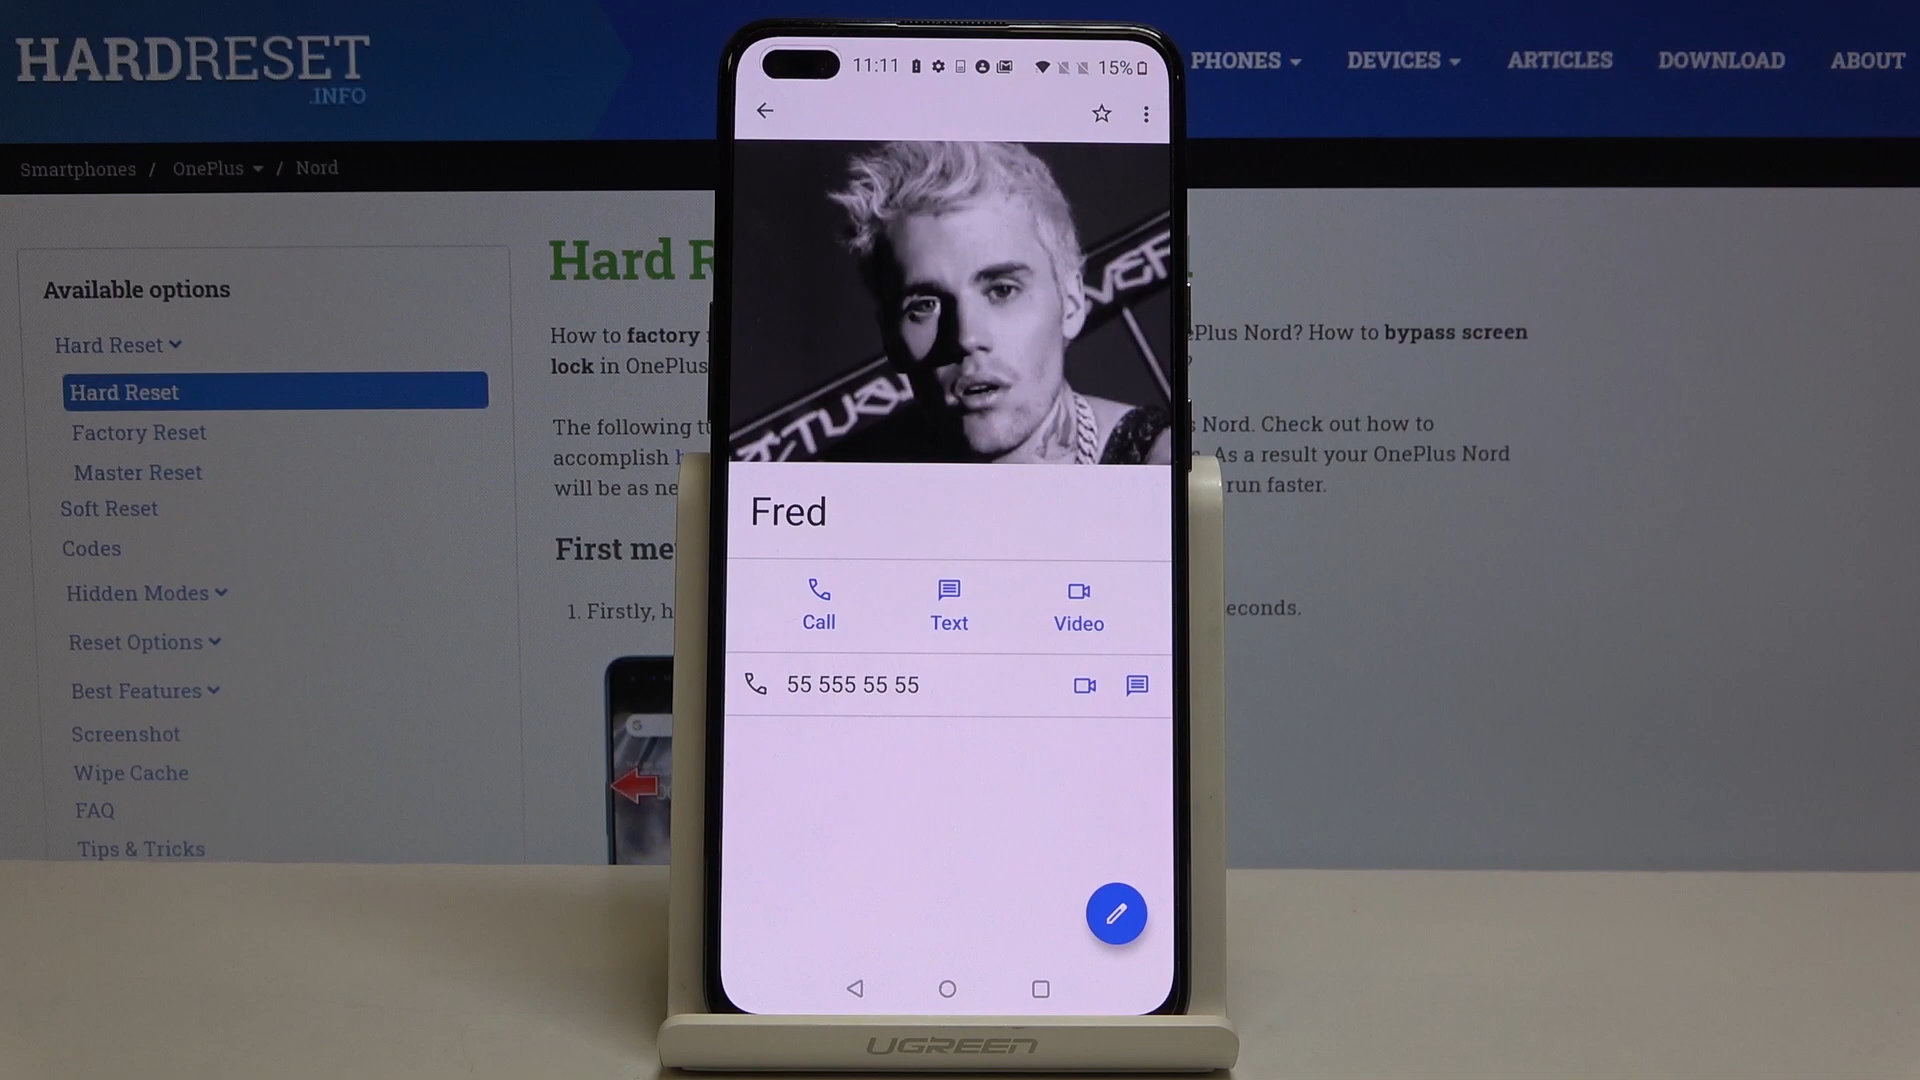 HARDRESET
.INFO
PHONES
DEVICES
ARTICLES
DOWNLOAD
ABOUT
Smartphones / OnePlus / Nord
Available options
Hard Reset
Hard Reset
Factory Reset
Master Reset
Soft Reset
Codes
Hidden Modes
Reset Options
Best Features
Screenshot
Wipe Cache
FAQ
Tips & Tricks
Hard R
How to factory
Plus Nord? How to bypass screen
lock in OnePlus
The following tu
Nord. Check out how to
accomplish
As a result your OnePlus Nord
will be as ne
run faster.
First me
1. Firstly, h
econds.
11:11
15%
Fred
Call
Text
Video
55 555 55 55
UGREEN